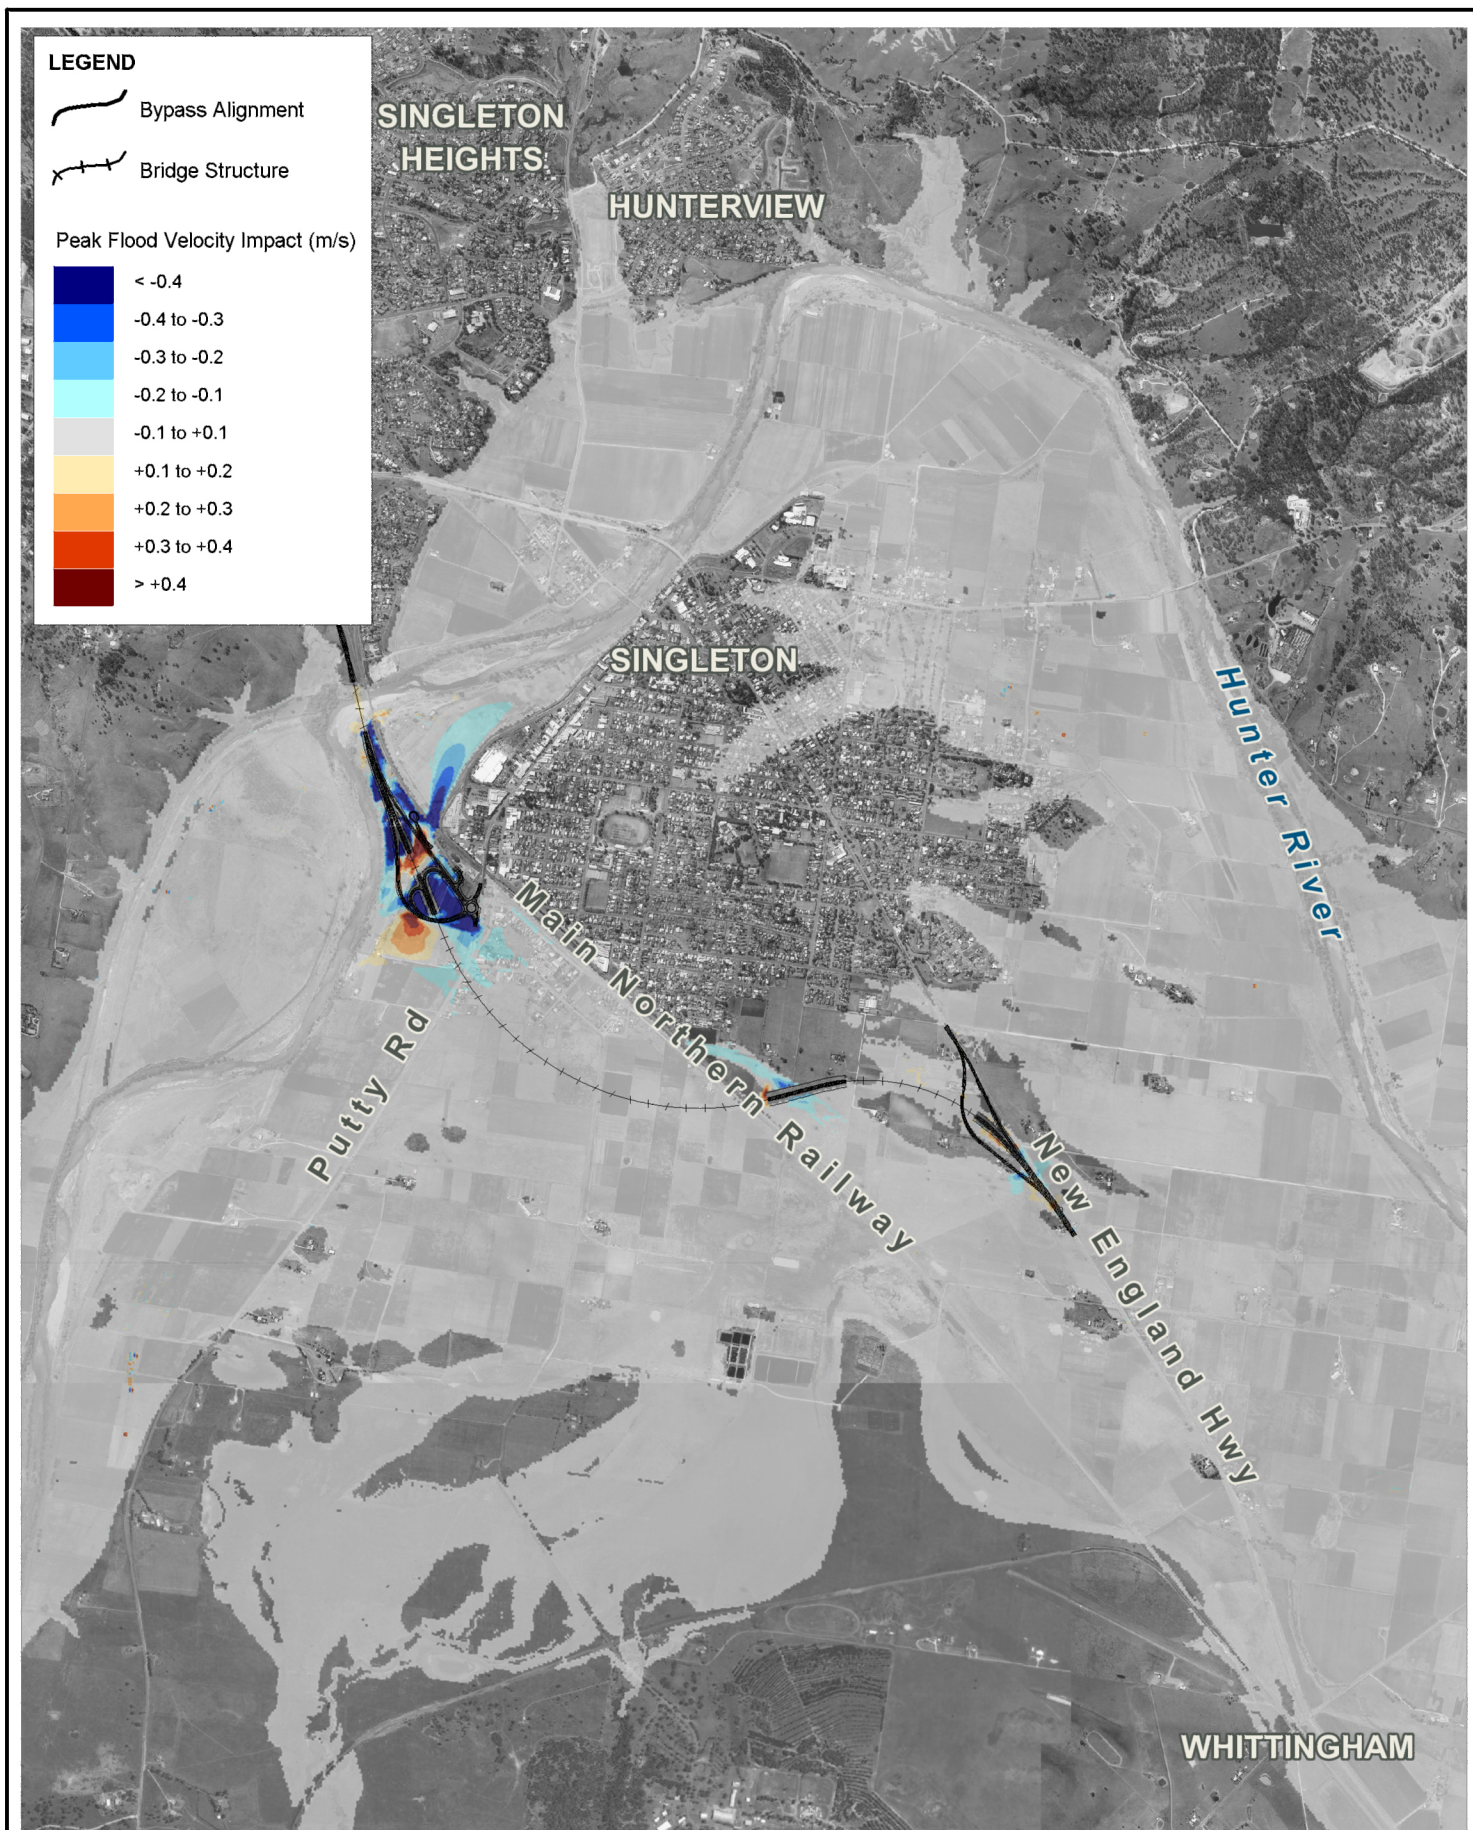 LEGEND
Bypass Alignment
Bridge Structure
Peak Flood Velocity Impact (m/s)
< -0.4
-0.4 to -0.3
-0.3 to -0.2
-0.2 to -0.1
-0.1 to +0.1
+0.1 to +0.2
+0.2 to +0.3
+0.3 to +0.4
> +0.4
SINGLETON
HEIGHTS
HUNTERVIEW
SINGLETON
Hunter River
Main Northern Railway
Putty Rd
New England Hwy
WHITTINGHAM